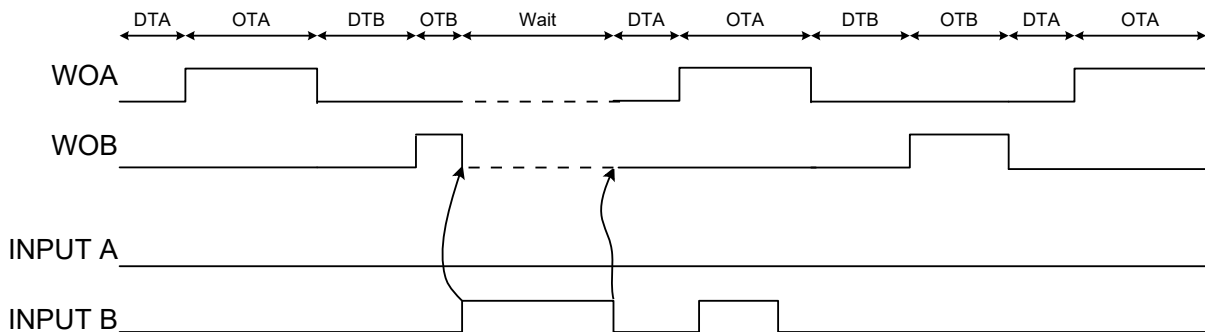 DTA OTA DTB OTB Wait DTA OTA DTB OTB DTA OTA
WOA
WOB
INPUT A
INPUT B